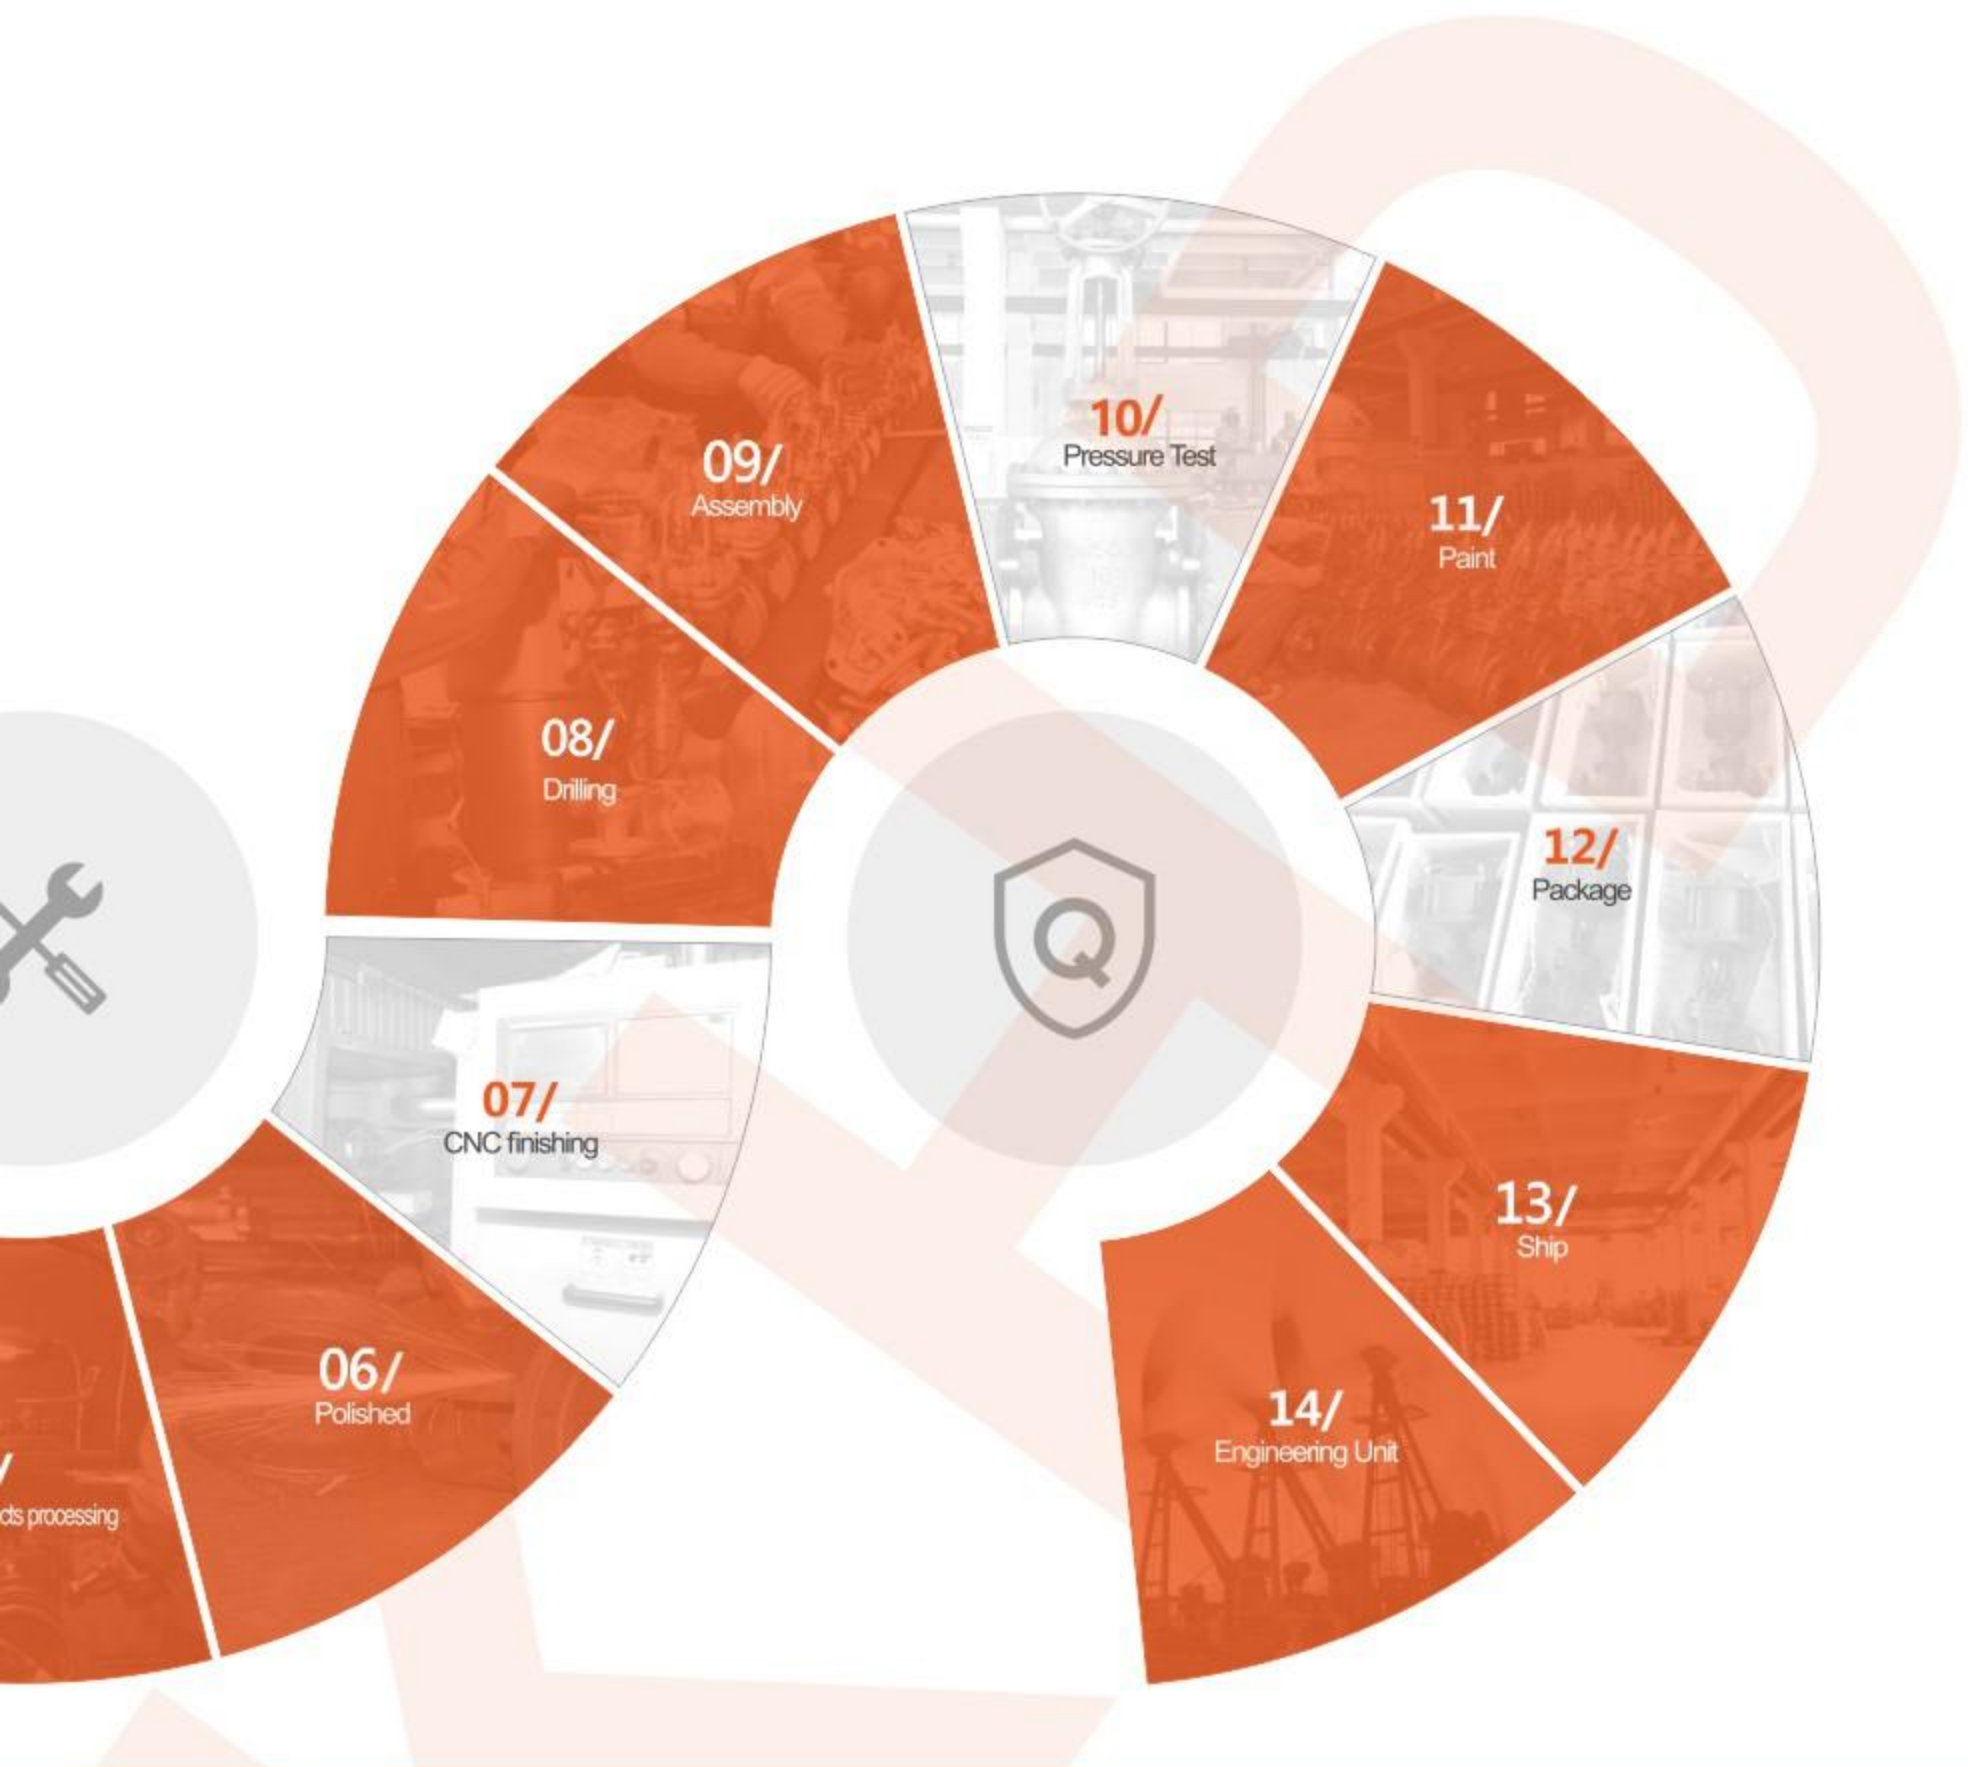 /
processing
06/
Polished
07/
CNC finishing
08/
Drilling
09/
Assembly
10/
Pressure Test
11/
Paint
12/
Package
13/
Ship
14/
Engineering Unit
Q